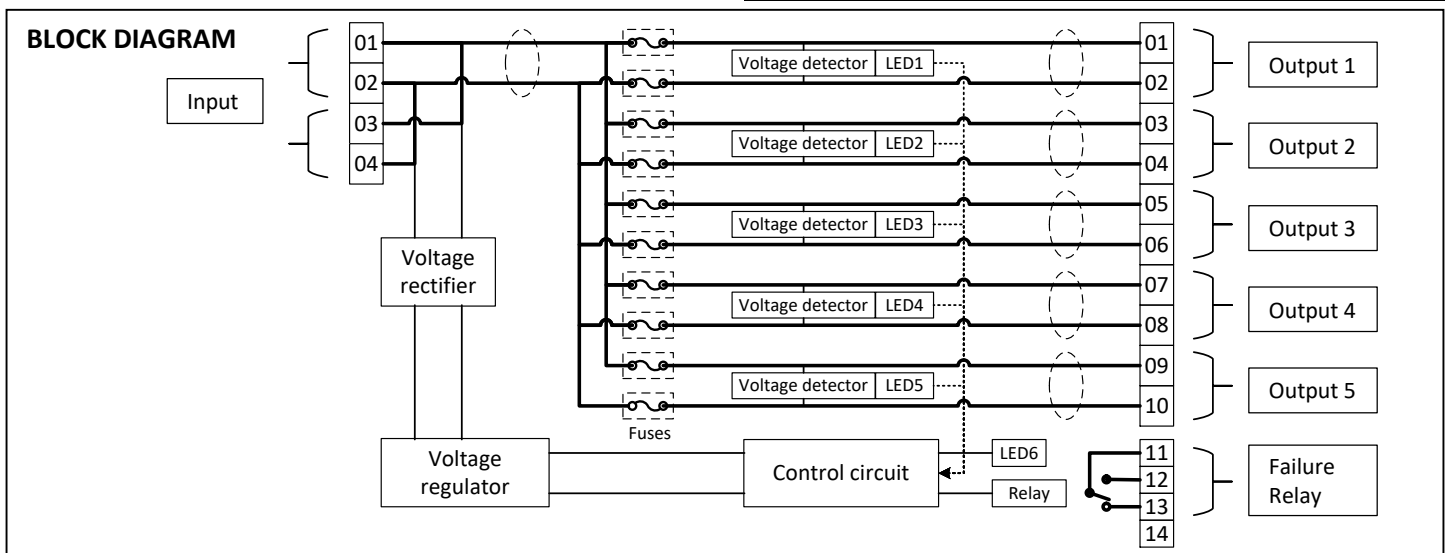 BLOCK DIAGRAM
Input
01
02
03
04
Voltage
rectifier
Voltage
regulator
Fuses
Voltage detector LED1
Voltage detector LED2
Voltage detector LED3
Voltage detector LED4
Voltage detector LED5
Control circuit
LED6
Relay
01
02
03
04
05
06
07
08
09
10
11
12
13
14
Output 1
Output 2
Output 3
Output 4
Output 5
Failure
Relay